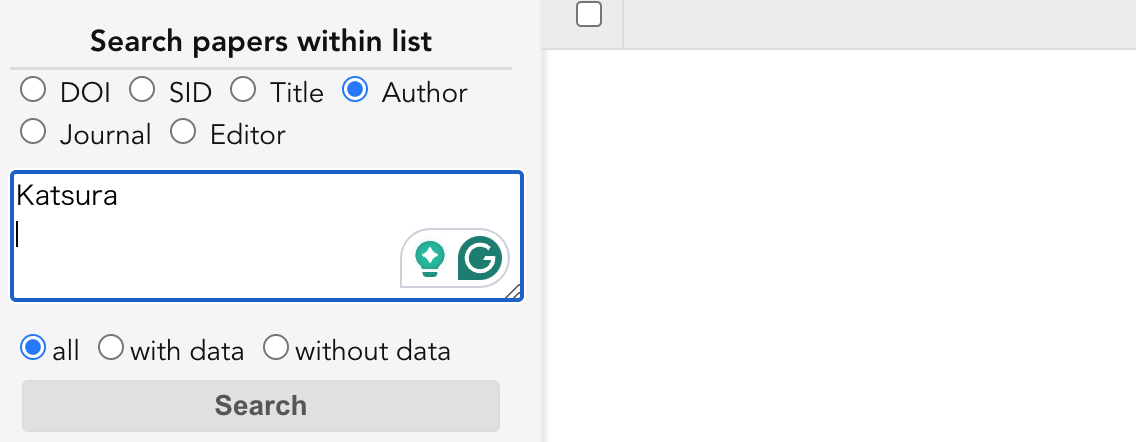 Search papers within list
DOI SID Title Author
Journal Editor
Katsura
all with data without data
Search